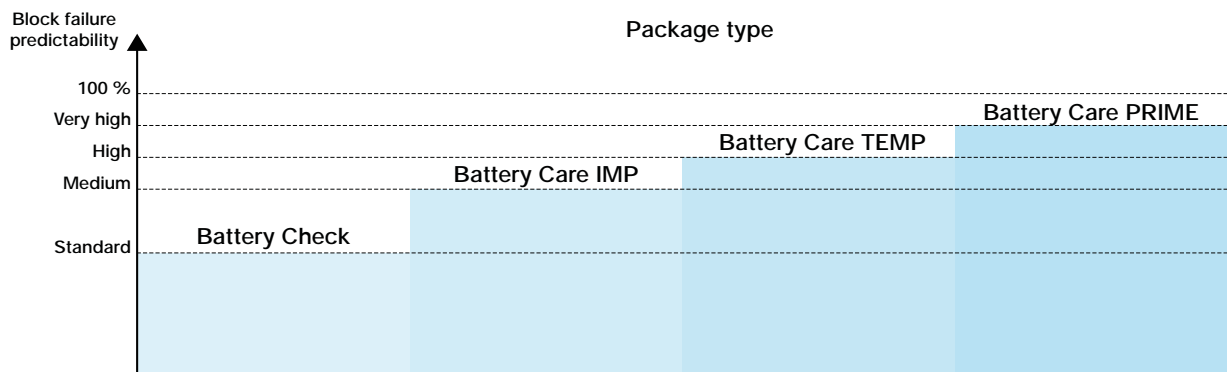 Block failure
predictability
Package type
100 %
Very high
Battery Care PRIME
High
Battery Care TEMP
Medium
Battery Care IMP
Standard
Battery Check